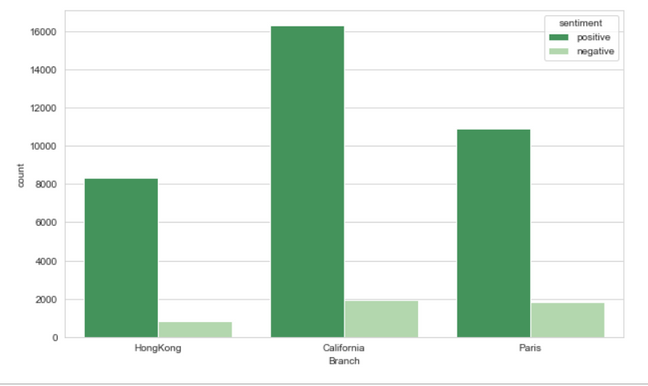 sentiment
positive
negative
16000
14000
12000
10000
8000
6000
4000
2000
0
count
HongKong California Paris
Branch